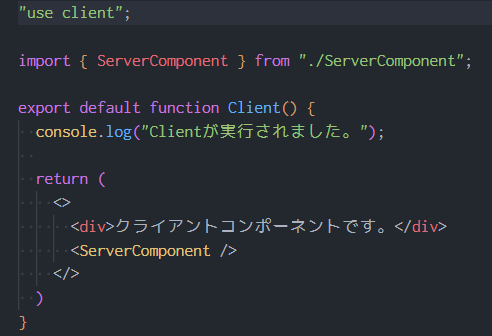 "use client";
import { ServerComponent } from "./ServerComponent";
export default function Client() {
console.log("Clientが実行されました。");
return (
<>
<div>クライアントコンポーネントです。</div>
<ServerComponent />
</>
)
}